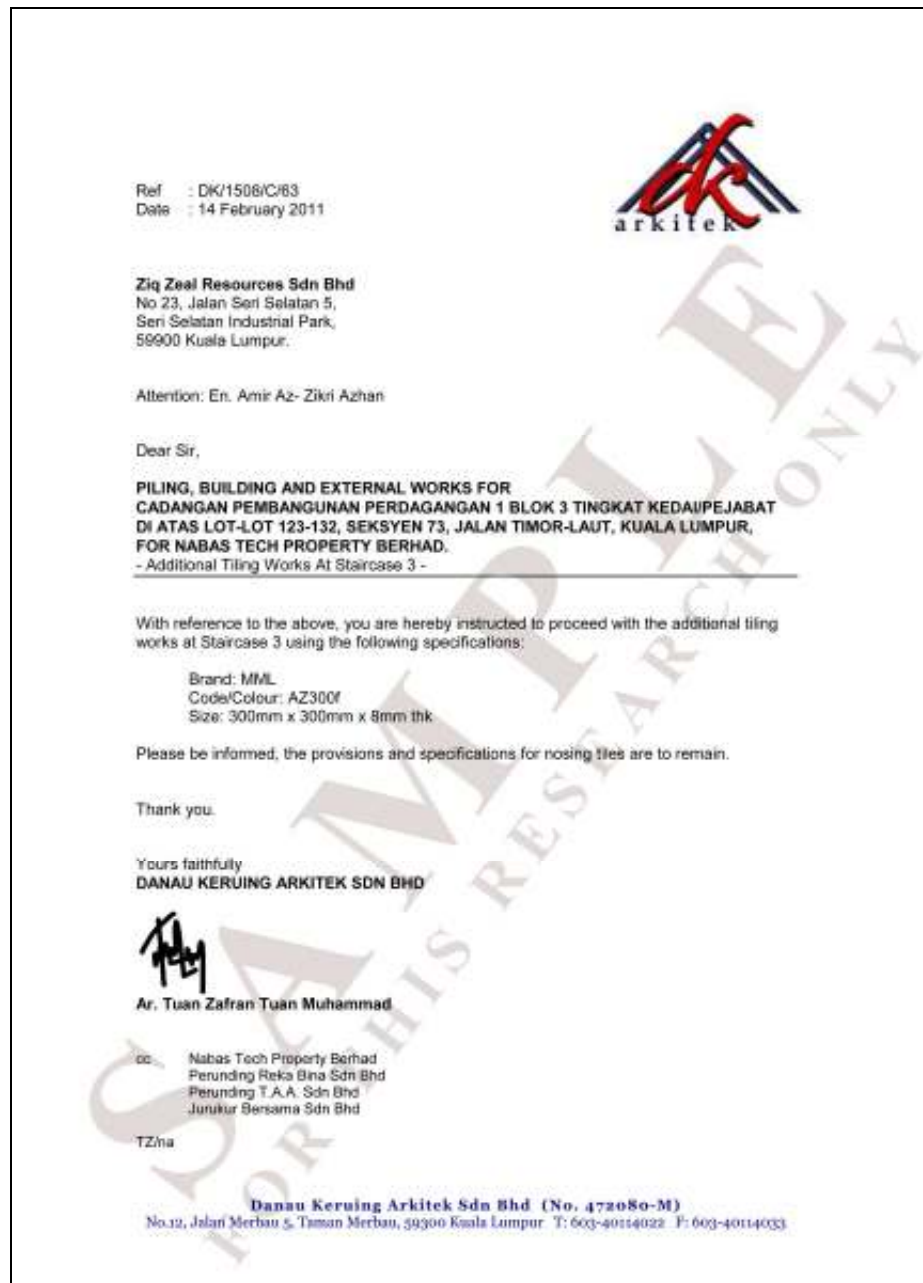 dk
arkitek
Ref : DK/1508/C/63
Date : 14 February 2011
Ziq Zeal Resources Sdn Bhd
No 23, Jalan Seri Selatan 5,
Seri Selatan Industrial Park,
59900 Kuala Lumpur.
Attention: En. Amir Az- Zikri Azhan
Dear Sir,
PILING, BUILDING AND EXTERNAL WORKS FOR
CADANGAN PEMBANGUNAN PERDAGANGAN 1 BLOK 3 TINGKAT KEDAI/PEJABAT
DI ATAS LOT-LOT 123-132, SEKSYEN 73, JALAN TIMOR-LAUT, KUALA LUMPUR,
FOR NABAS TECH PROPERTY BERHAD.
- Additional Tiling Works At Staircase 3 -
With reference to the above, you are hereby instructed to proceed with the additional tiling
works at Staircase 3 using the following specifications:
Brand: MML
Code/Colour: AZ300f
Size: 300mm x 300mm x 8mm thk
Please be informed, the provisions and specifications for nosing tiles are to remain.
Thank you.
Yours faithfully
DANAU KERUING ARKITEK SDN BHD
Ar. Tuan Zafran Tuan Muhammad
cc Nabas Tech Property Berhad
Perunding Reka Bina Sdn Bhd
Perunding T.A.A. Sdn Bhd
Jurukur Bersama Sdn Bhd
TZ/na
Danau Keruing Arkitek Sdn Bhd (No. 472080-M)
No.12, Jalan Merbau 5, Taman Merbau, 59300 Kuala Lumpur T: 603-40114022 F: 603-40114033
SAMPLE
FOR THIS RESEARCH ONLY